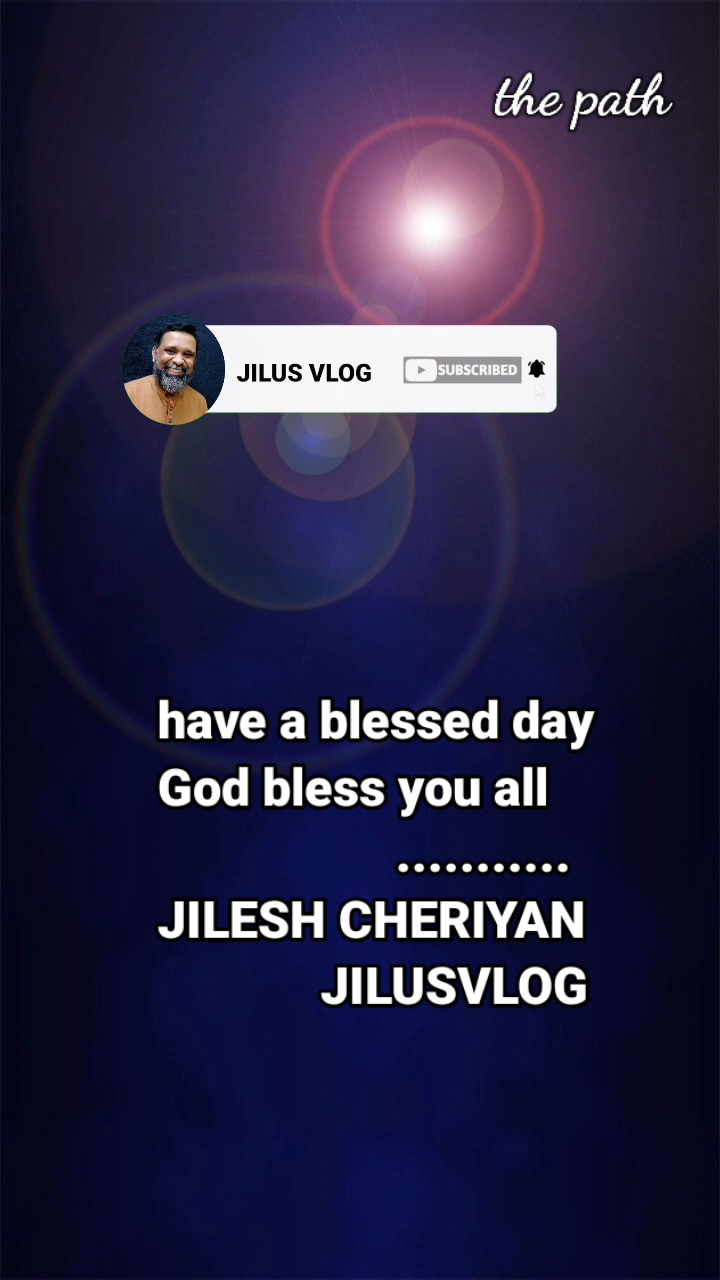 the path
JILUS VLOG SUBSCRIBED
have a blessed day
God bless you all
...........
JILESH CHERIYAN
JILUSVLOG